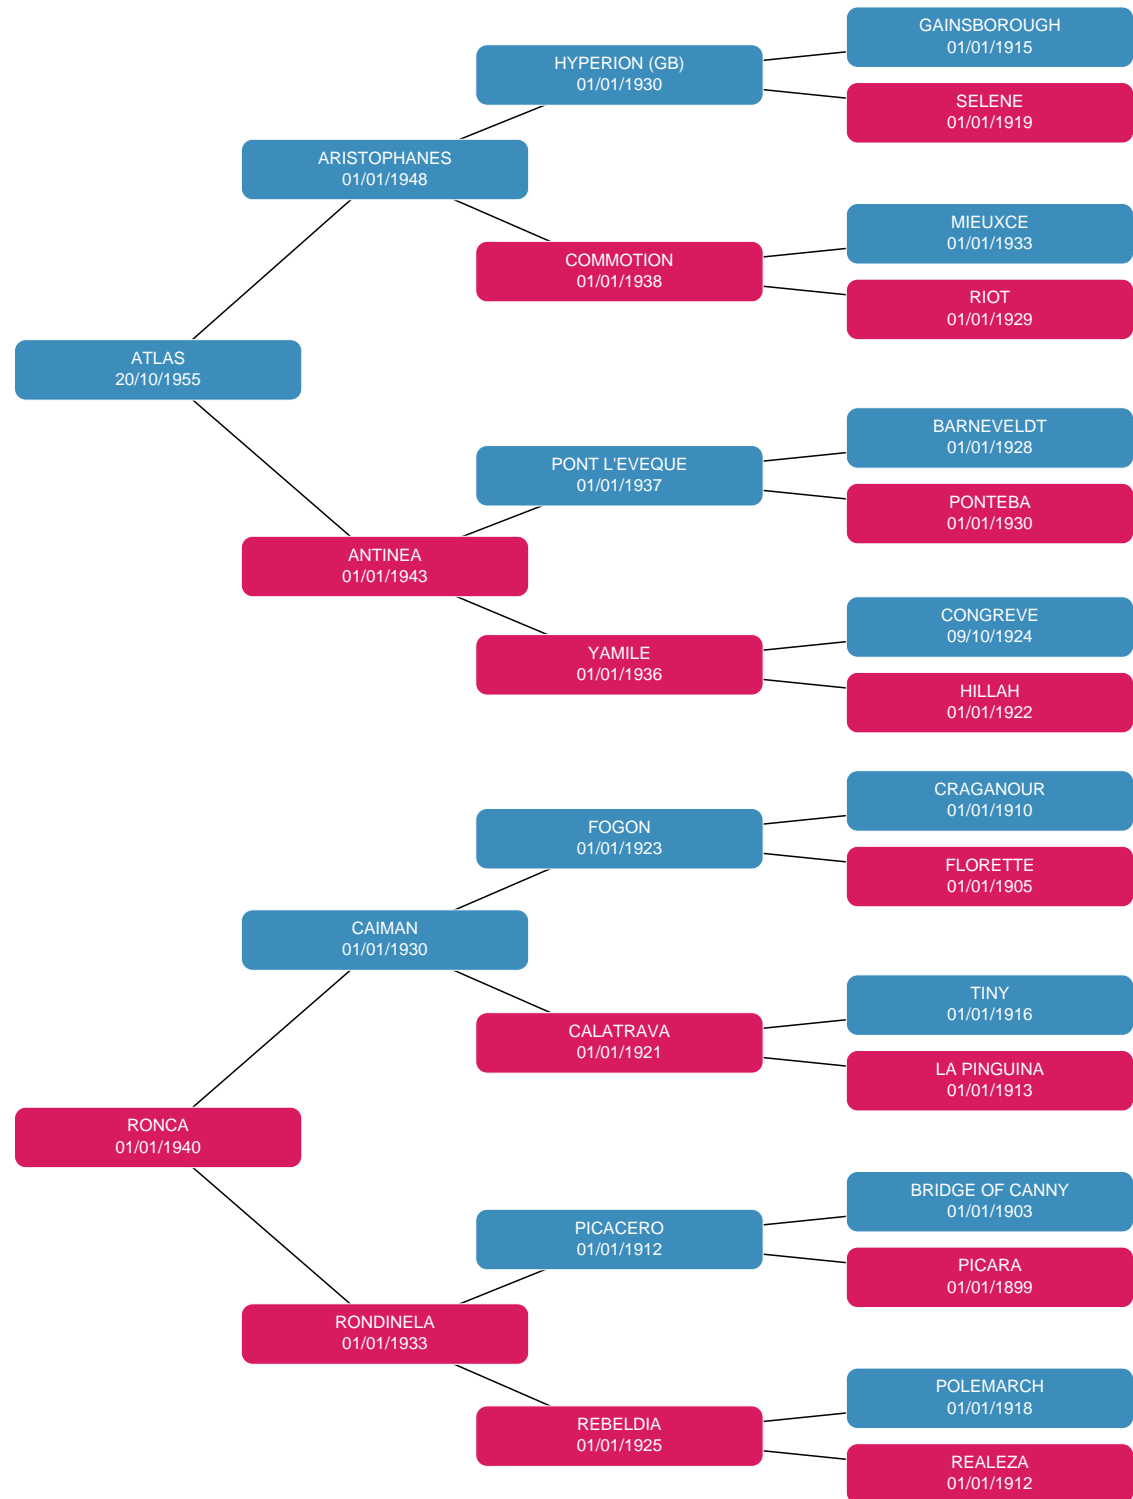 GAINSBOROUGH
01/01/1915
HYPERION (GB)
01/01/1930
SELENE
01/01/1919
ARISTOPHANES
01/01/1948
MIEUXCE
01/01/1933
COMMOTION
01/01/1938
RIOT
01/01/1929
ATLAS
20/10/1955
BARNEVELDT
01/01/1928
PONT L'EVEQUE
01/01/1937
PONTEBA
01/01/1930
ANTINEA
01/01/1943
CONGREVE
09/10/1924
YAMILE
01/01/1936
HILLAH
01/01/1922
CRAGANOUR
01/01/1910
FOGON
01/01/1923
FLORETTE
01/01/1905
CAIMAN
01/01/1930
TINY
01/01/1916
CALATRAVA
01/01/1921
LA PINGUINA
01/01/1913
RONCA
01/01/1940
BRIDGE OF CANNY
01/01/1903
PICACERO
01/01/1912
PICARA
01/01/1899
RONDINELA
01/01/1933
POLEMARCH
01/01/1918
REBELDIA
01/01/1925
REALEZA
01/01/1912